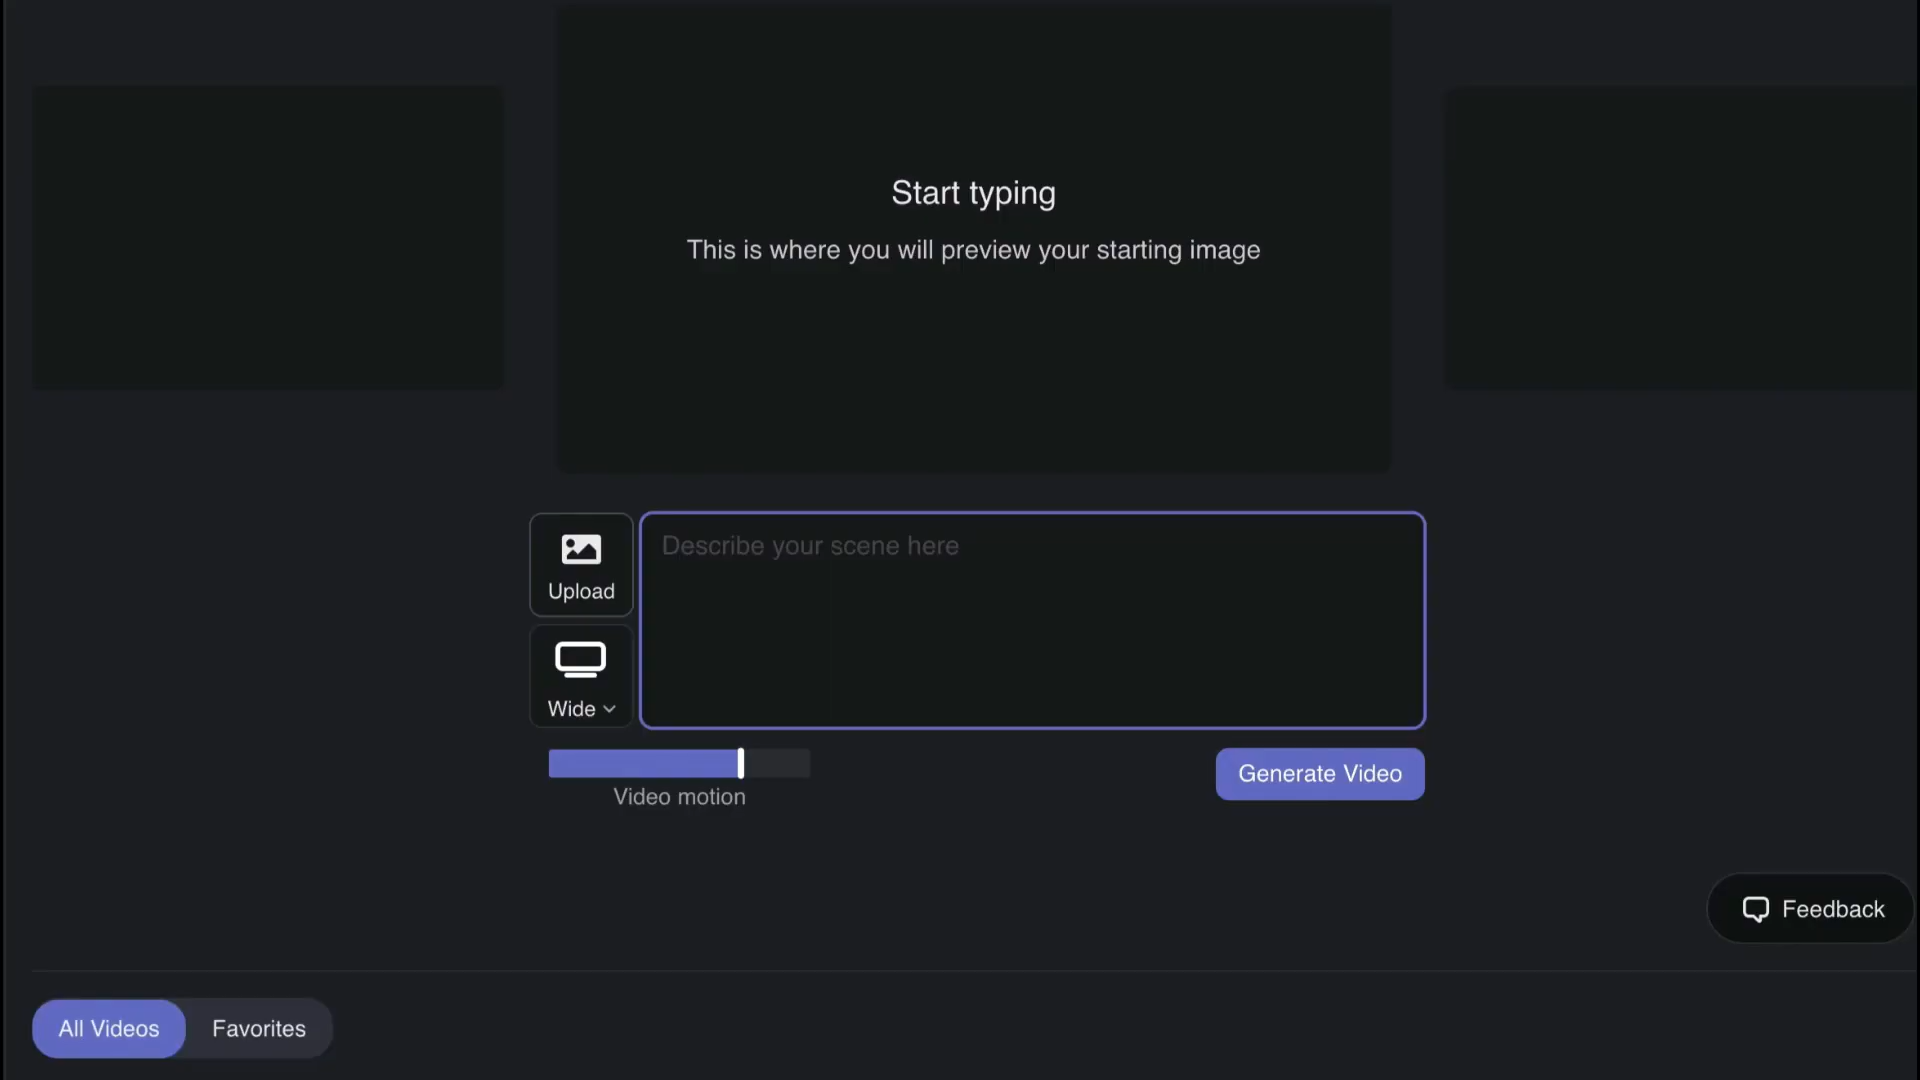 Start typing
This is where you will preview your starting image
Upload
Describe your scene here
Wide
Video motion
Generate Video
Feedback
All Videos
Favorites